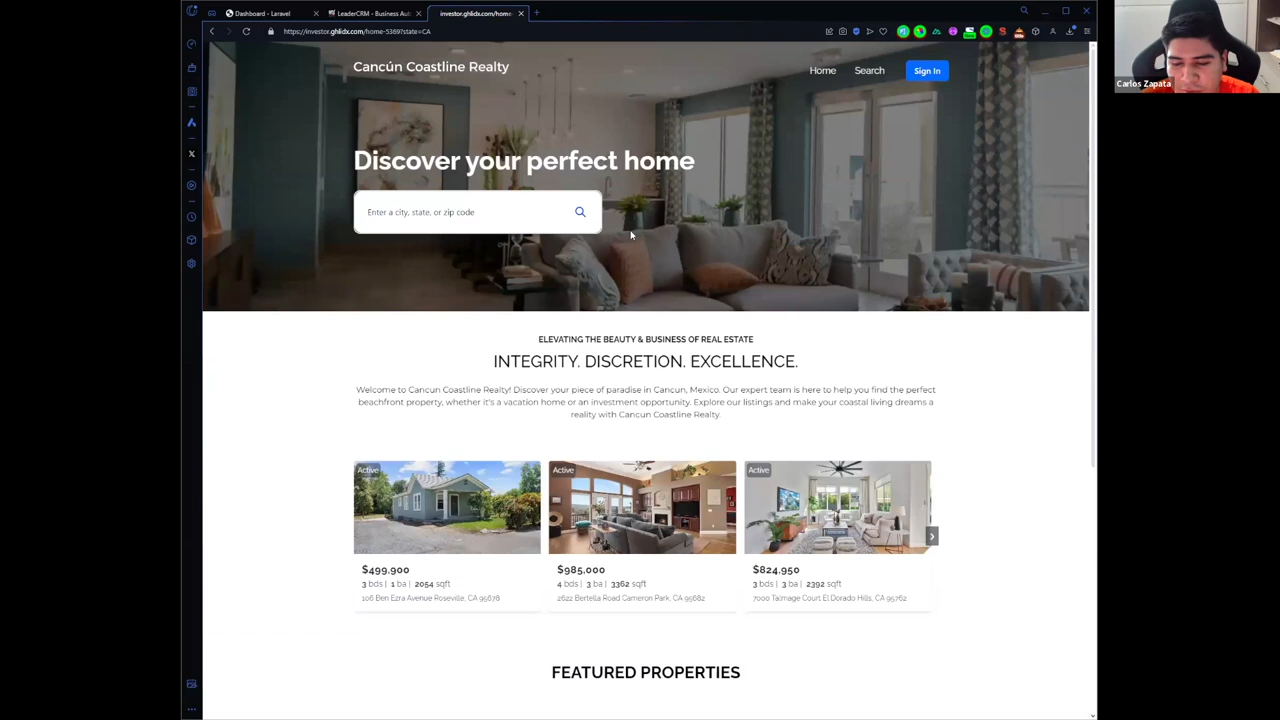 Dashboard - Laravel
LeaderCRM - Business Aut
investor.ghlidx.com/home-
https://investor.ghlidx.com/home-5369?state=CA
Carlos Zapata
Cancún Coastline Realty
Home
Search
Sign In
Discover your perfect home
Enter a city, state, or zip code
ELEVATING THE BEAUTY & BUSINESS OF REAL ESTATE
INTEGRITY. DISCRETION. EXCELLENCE.
Welcome to Cancun Coastline Realty! Discover your piece of paradise in Cancun, Mexico. Our expert team is here to help you find the perfect
beachfront property, whether it's a vacation home or an investment opportunity. Explore our listings and make your coastal living dreams a
reality with Cancun Coastline Realty.
Active
Active
Active
$499,900
3 bds | 1 ba | 2054 sqft
106 Ben Ezra Avenue Roseville, CA 95678
$985,000
4 bds | 3 ba | 3362 sqft
2622 Bertella Road Cameron Park, CA 95682
$824,950
3 bds | 3 ba | 2392 sqft
7000 Talmage Court El Dorado Hills, CA 95762
FEATURED PROPERTIES